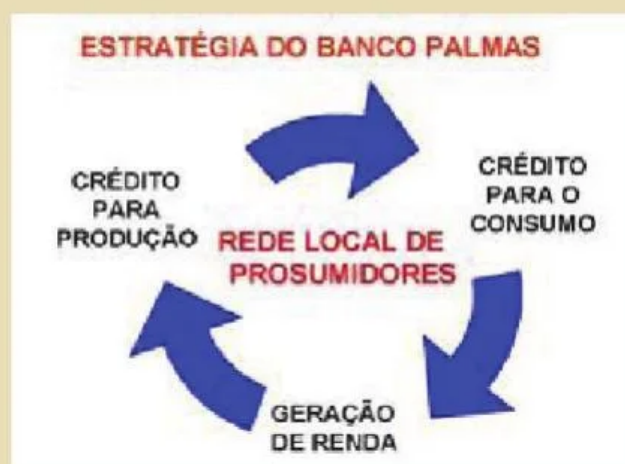 ESTRATÉGIA DO BANCO PALMAS
CRÉDITO
PARA
PRODUÇÃO
CRÉDITO
PARA O
CONSUMO
REDE LOCAL DE
PROSUMIDORES
GERAÇÃO
DE RENDA